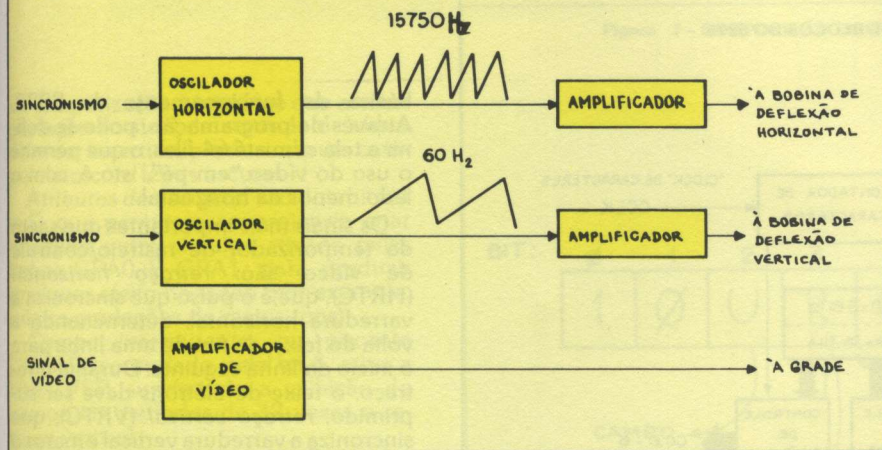 15750 Hz
SINCRONISMO
OSCILADOR
HORIZONTAL
AMPLIFICADOR
`A BOBINA DE
DEFLEXÃO
HORIZONTAL
60 Hz
SINCRONISMO
OSCILADOR
VERTICAL
AMPLIFICADOR
À BOBINA DE
DEFLEXÃO
VERTICAL
SINAL DE
VÍDEO
AMPLIFICADOR
DE
VÍDEO
`A GRADE